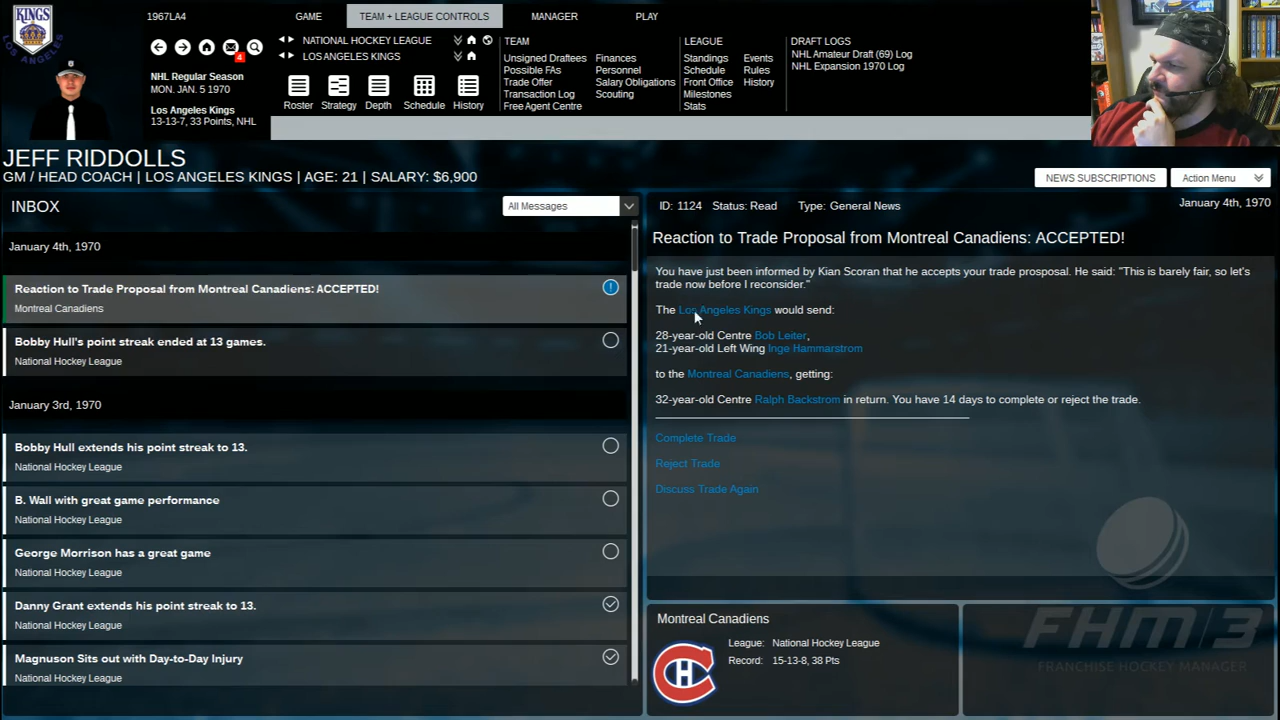 KINGS
LOS ANGELES
1967LA4
GAME
TEAM + LEAGUE CONTROLS
MANAGER
PLAY
4
NHL Regular Season
MON. JAN. 5 1970
Los Angeles Kings
13-13-7, 33 Points, NHL
NATIONAL HOCKEY LEAGUE
LOS ANGELES KINGS
Roster
Strategy
Depth
Schedule
History
TEAM
Unsigned Draftees
Possible FAs
Trade Offer
Transaction Log
Free Agent Centre
Finances
Personnel
Salary Obligations
Scouting
LEAGUE
Standings
Schedule
Front Office
Milestones
Stats
Events
Rules
History
DRAFT LOGS
NHL Amateur Draft (69) Log
NHL Expansion 1970 Log
JEFF RIDDOLLS
GM / HEAD COACH | LOS ANGELES KINGS | AGE: 21 | SALARY: $6,900
NEWS SUBSCRIPTIONS
Action Menu
INBOX
All Messages
January 4th, 1970
Reaction to Trade Proposal from Montreal Canadiens: ACCEPTED!
Montreal Canadiens
Bobby Hull's point streak ended at 13 games.
National Hockey League
January 3rd, 1970
Bobby Hull extends his point streak to 13.
National Hockey League
B. Wall with great game performance
National Hockey League
George Morrison has a great game
National Hockey League
Danny Grant extends his point streak to 13.
National Hockey League
Magnuson Sits out with Day-to-Day Injury
National Hockey League
ID: 1124 Status: Read Type: General News
January 4th, 1970
Reaction to Trade Proposal from Montreal Canadiens: ACCEPTED!
You have just been informed by Kian Scoran that he accepts your trade prosposal. He said: "This is barely fair, so let's
trade now before I reconsider."
The Los Angeles Kings would send:
28-year-old Centre Bob Leiter,
21-year-old Left Wing Inge Hammarstrom
to the Montreal Canadiens, getting:
32-year-old Centre Ralph Backstrom in return. You have 14 days to complete or reject the trade.
Complete Trade
Reject Trade
Discuss Trade Again
Montreal Canadiens
League: National Hockey League
Record: 15-13-8, 38 Pts
FHM|3
FRANCHISE HOCKEY MANAGER